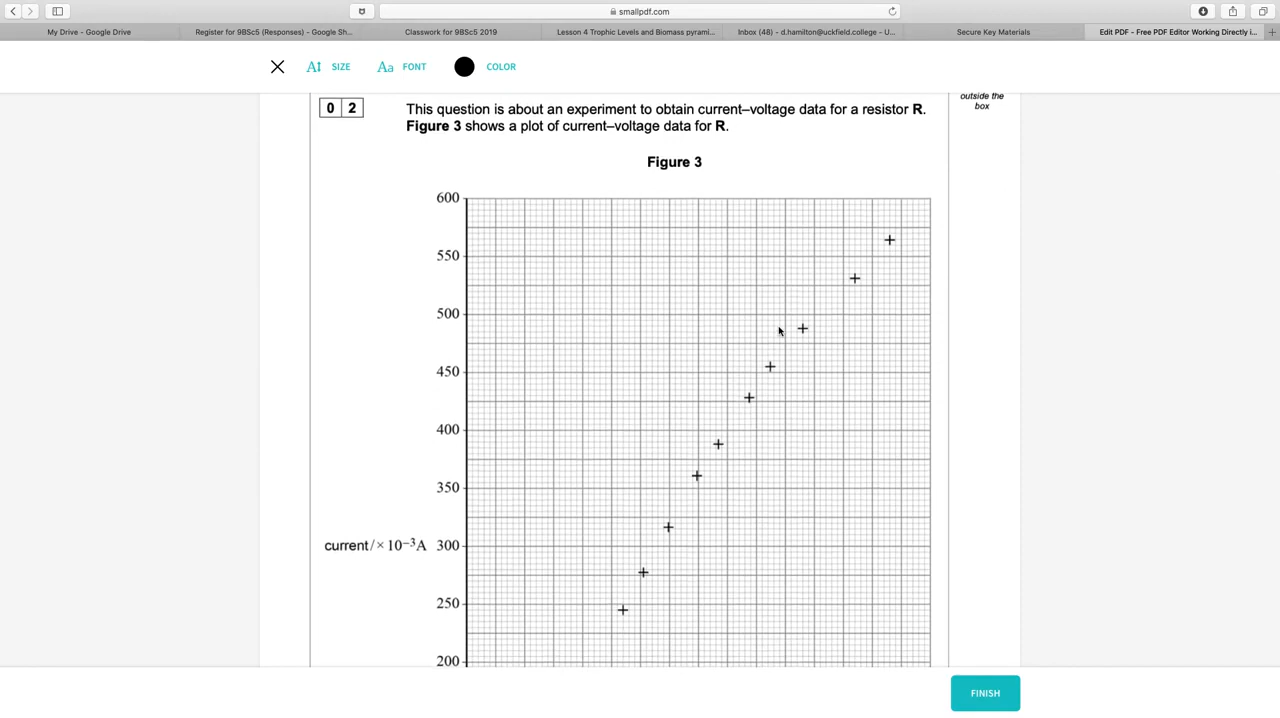 smallpdf.com
My Drive - Google Drive
Register for 9BSc5 (Responses) - Google Sh...
Classwork for 9BSc5 2019
Lesson 4 Trophic Levels and Biomass pyrami...
Inbox (48) - d.hamilton@uckfield.college - U...
Secure Key Materials
Edit PDF - Free PDF Editor Working Directly i...
SIZE
Aa FONT
COLOR
outside the
box
0 2
This question is about an experiment to obtain current–voltage data for a resistor R.
Figure 3 shows a plot of current–voltage data for R.
Figure 3
600
550
500
450
400
350
current / × 10⁻³A 300
250
200
FINISH